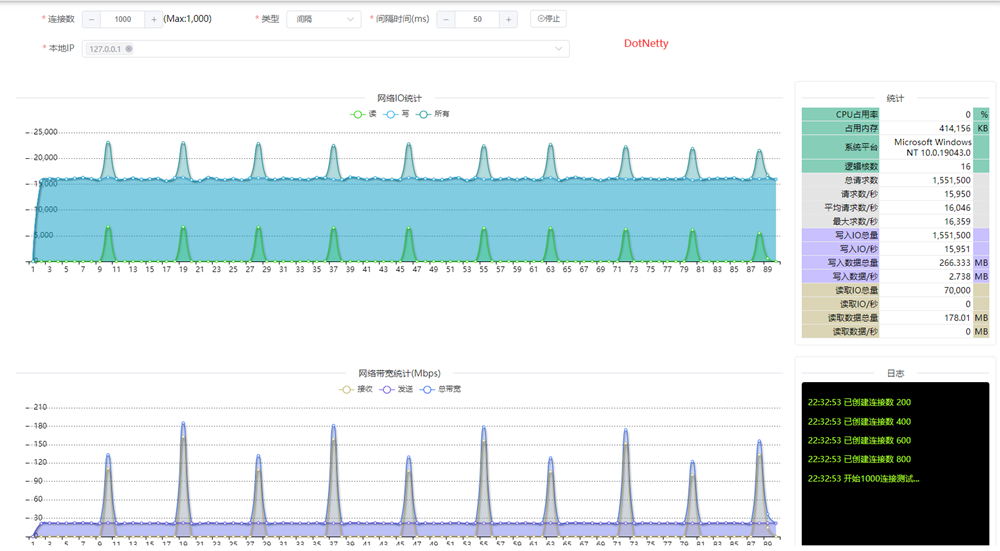 * 连接数 − 1000 + (Max:1,000) * 类型 间隔 * 间隔时间(ms) − 50 + 停止
* 本地IP 127.0.0.1 DotNetty
网络IO统计
读 写 所有
25,000
20,000
15,000
10,000
5,000
0
1 3 5 7 9 11 13 15 17 19 21 23 25 27 29 31 33 35 37 39 41 43 45 47 49 51 53 55 57 59 61 63 65 67 69 71 73 75 77 79 81 83 85 87 89
统计
CPU占用率 0 %
占用内存 414,156 KB
系统平台 Microsoft Windows
NT 10.0.19043.0
逻辑核数 16
总请求数 1,551,500
请求数/秒 15,950
平均请求数/秒 16,046
最大求数/秒 16,359
写入IO总量 1,551,500
写入IO/秒 15,951
写入数据总量 266.333 MB
写入数据/秒 2.738 MB
读取IO总量 70,000
读取IO/秒 0
读取数据总量 178.01 MB
读取数据/秒 0 MB
网络带宽统计(Mbps)
接收 发送 总带宽
210
180
150
120
90
60
30
1 3 5 7 9 11 13 15 17 19 21 23 25 27 29 31 33 35 37 39 41 43 45 47 49 51 53 55 57 59 61 63 65 67 69 71 73 75 77 79 81 83 85 87 89
日志
22:32:53 已创建连接数 200
22:32:53 已创建连接数 400
22:32:53 已创建连接数 600
22:32:53 已创建连接数 800
22:32:53 开始1000连接测试...